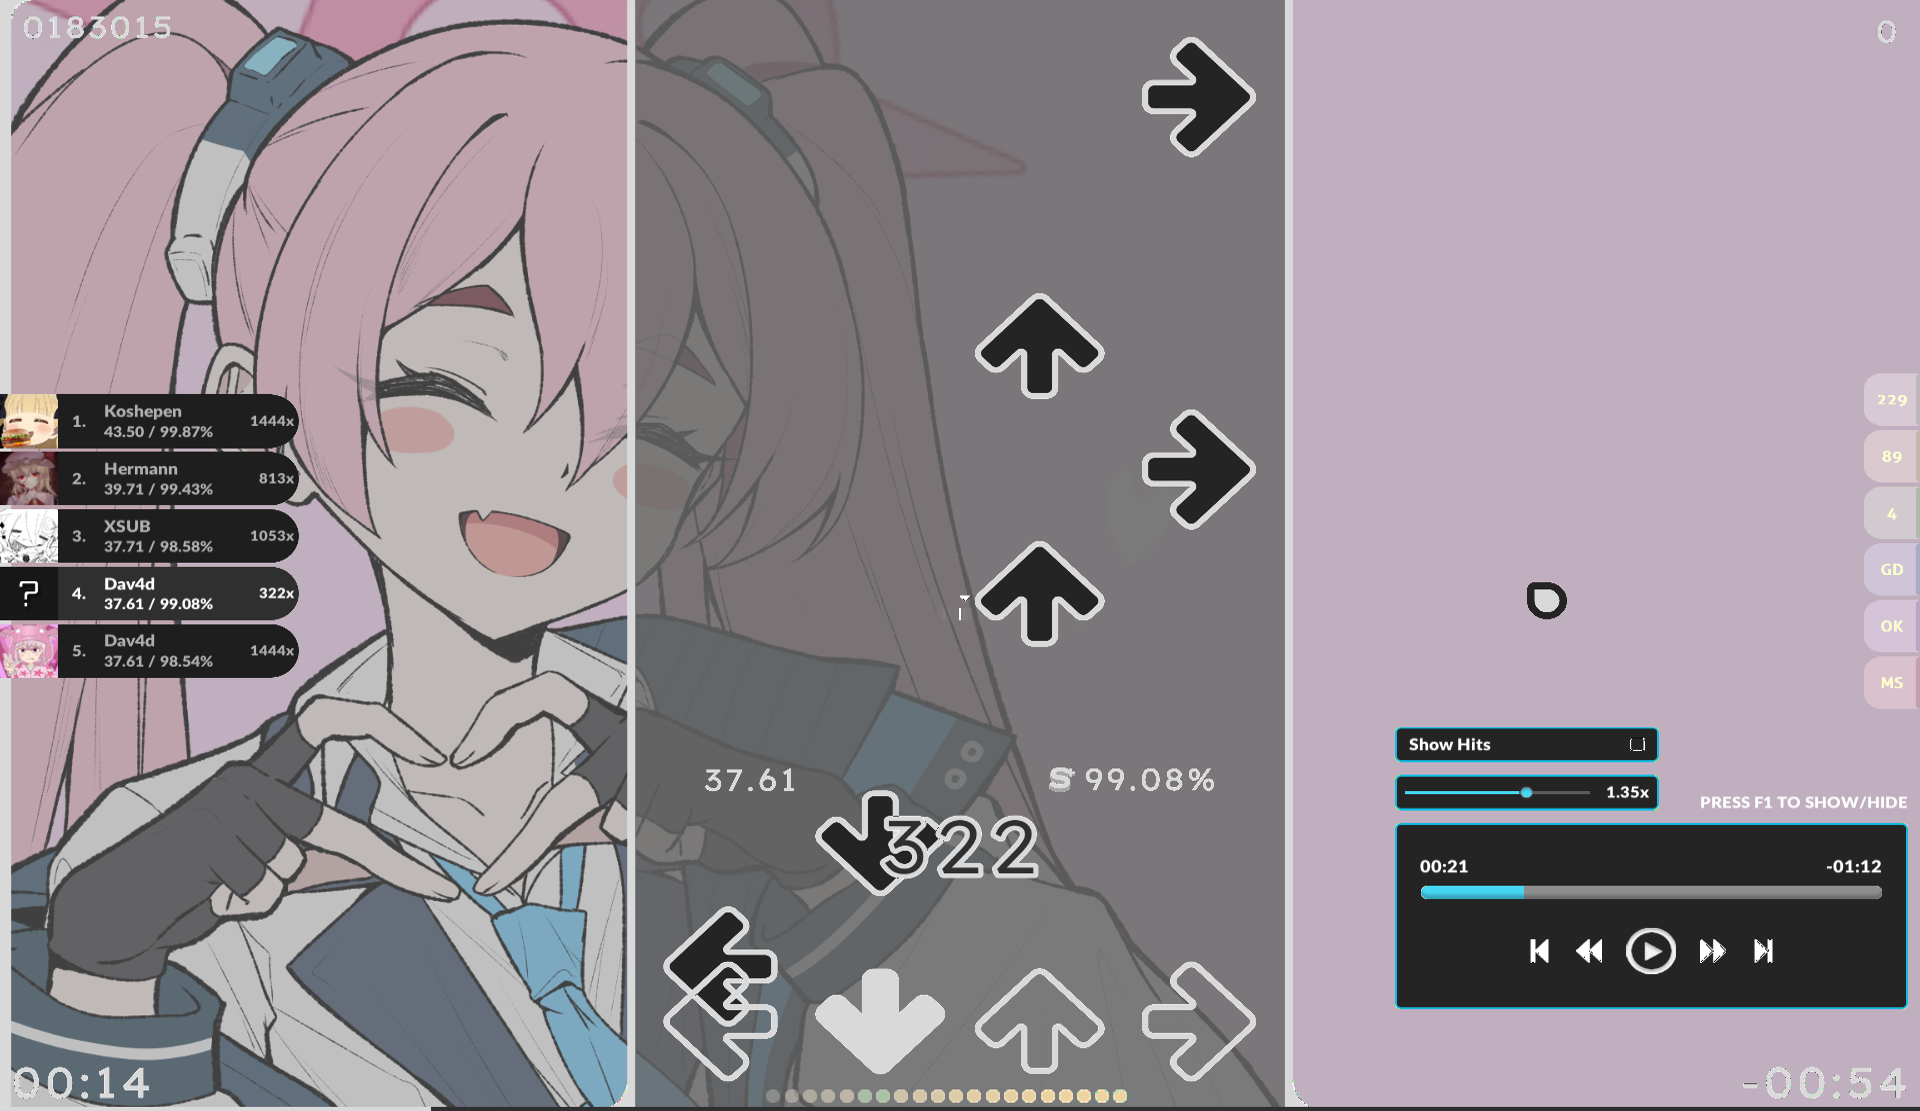 0183015
0
1. Koshepen 1444x
43.50 / 99.87%
2. Hermann 813x
39.71 / 99.43%
3. XSUB 1053x
37.71 / 98.58%
? 4. Dav4d 322x
37.61 / 99.08%
5. Dav4d 1444x
37.61 / 98.54%
229
89
4
GD
OK
MS
37.61
S 99.08%
322
Show Hits
1.35x
PRESS F1 TO SHOW/HIDE
00:21 -01:12
00:14
-00:54